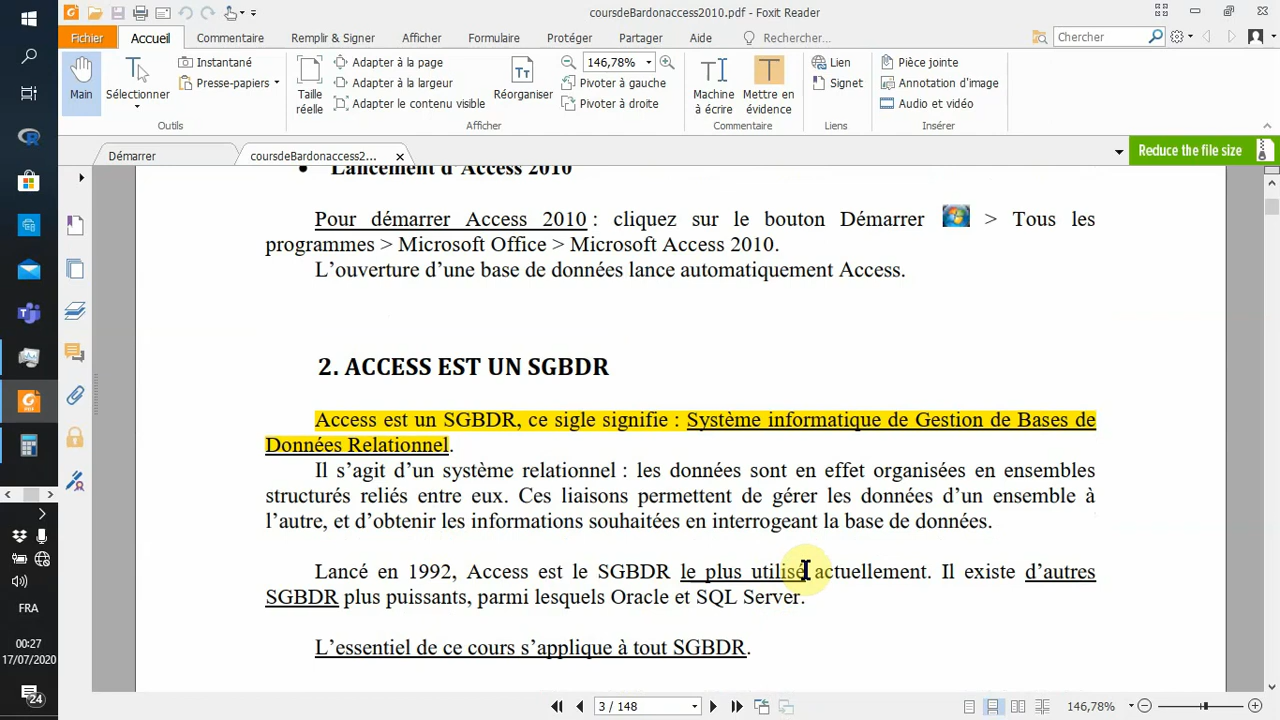 coursdeBardonaccess2010.pdf - Foxit Reader
Fichier Accueil Commentaire Remplir & Signer Afficher Formulaire Protéger Partager Aide Rechercher... Chercher
Main
Sélectionner
Instantané
Presse-papiers
Outils
Taille réelle
Adapter à la page
Adapter à la largeur
Adapter le contenu visible
Réorganiser
146,78%
Pivoter à gauche
Pivoter à droite
Afficher
Machine à écrire
Mettre en évidence
Commentaire
Lien
Signet
Liens
Pièce jointe
Annotation d'image
Audio et vidéo
Insérer
Démarrer
coursdeBardonaccess2...
Reduce the file size
• Lancement d'Access 2010
Pour démarrer Access 2010 : cliquez sur le bouton Démarrer > Tous les
programmes > Microsoft Office > Microsoft Access 2010.
L'ouverture d'une base de données lance automatiquement Access.
2. ACCESS EST UN SGBDR
Access est un SGBDR, ce sigle signifie : Système informatique de Gestion de Bases de
Données Relationnel.
Il s'agit d'un système relationnel : les données sont en effet organisées en ensembles
structurés reliés entre eux. Ces liaisons permettent de gérer les données d'un ensemble à
l'autre, et d'obtenir les informations souhaitées en interrogeant la base de données.
Lancé en 1992, Access est le SGBDR le plus utilisé actuellement. Il existe d'autres
SGBDR plus puissants, parmi lesquels Oracle et SQL Server.
L'essentiel de ce cours s'applique à tout SGBDR.
FRA
00:27
17/07/2020
24
3 / 148
146,78%